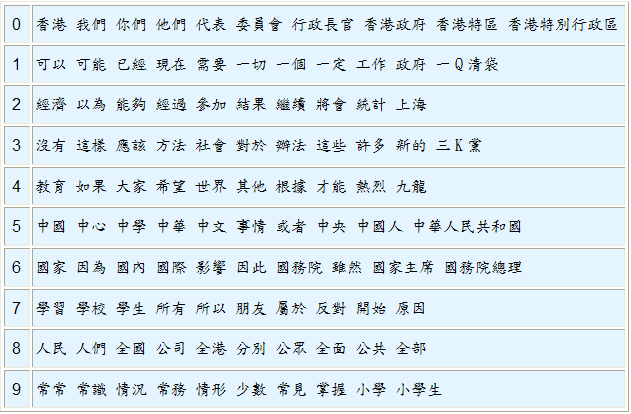 0 香港 我們 你們 他們 代表 委員會 行政長官 香港政府 香港特區 香港特別行政區
1 可以 可能 已經 現在 需要 一切 一個 一定 工作 政府 一Q清袋
2 經濟 以為 能夠 經過 參加 結果 繼續 將會 統計 上海
3 沒有 這樣 應該 方法 社會 對於 辦法 這些 許多 新的 三K黨
4 教育 如果 大家 希望 世界 其他 根據 才能 熱烈 九龍
5 中國 中心 中學 中華 中文 事情 或者 中央 中國人 中華人民共和國
6 國家 因為 國內 國際 影響 因此 國務院 雖然 國家主席 國務院總理
7 學習 學校 學生 所有 所以 朋友 屬於 反對 開始 原因
8 人民 人們 全國 公司 全港 分別 公眾 全面 公共 全部
9 常常 常識 情況 常務 情形 少數 常見 掌握 小學 小學生